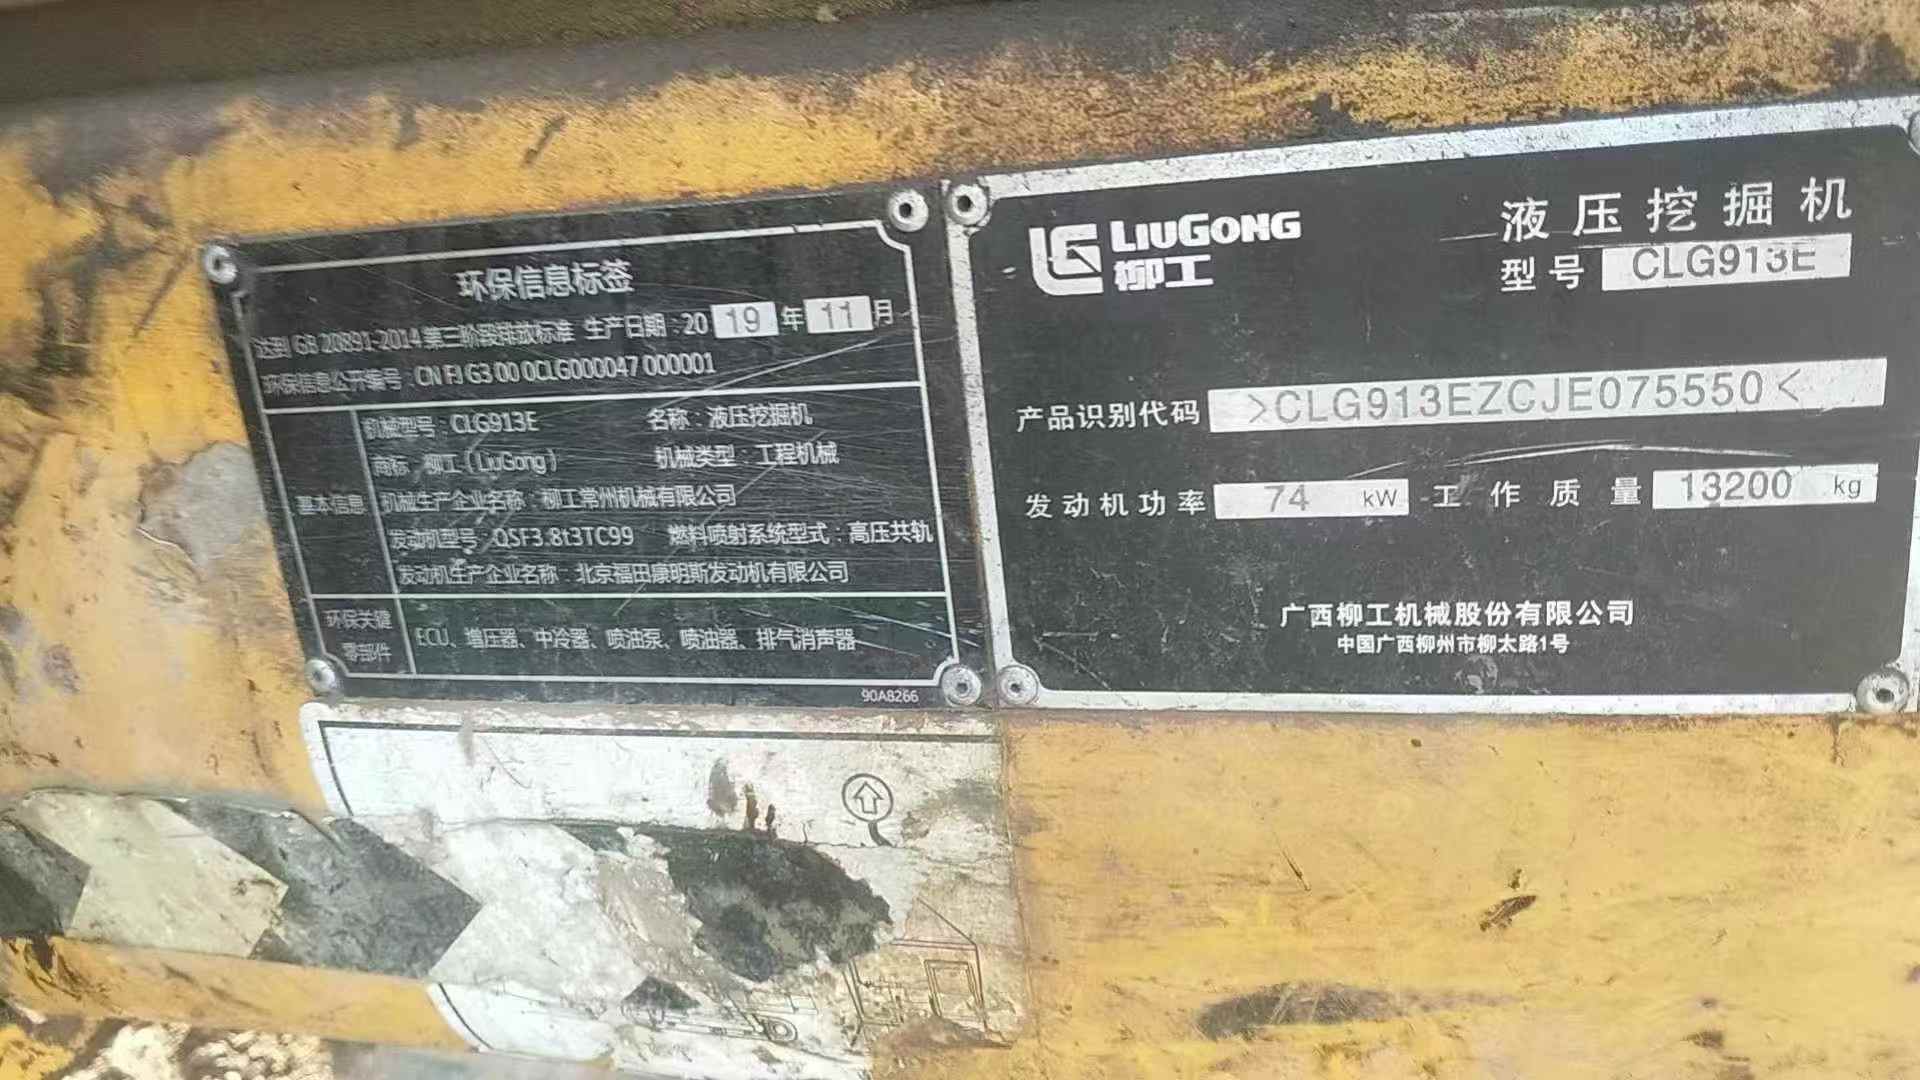 环保信息标签
达到 GB 20891-2014 第三阶段排放标准 生产日期：20 19 年 11 月
环保信息公开编号：CN FJ G3 00 0CLG000047 000001
基本信息
机械型号：CLG913E 名称：液压挖掘机
商标：柳工（LiuGong） 机械类型：工程机械
机械生产企业名称：柳工常州机械有限公司
发动机型号：QSF3.8t3TC99 燃料喷射系统型式：高压共轨
发动机生产企业名称：北京福田康明斯发动机有限公司
环保关键
零部件
ECU、增压器、中冷器、喷油泵、喷油器、排气消声器
90A8266
LG LIUGONG
柳工
液压挖掘机
型号 CLG913E
产品识别代码 >CLG913EZCJE075550<
发动机功率 74 kW 工作质量 13200 kg
广西柳工机械股份有限公司
中国广西柳州市柳太路1号